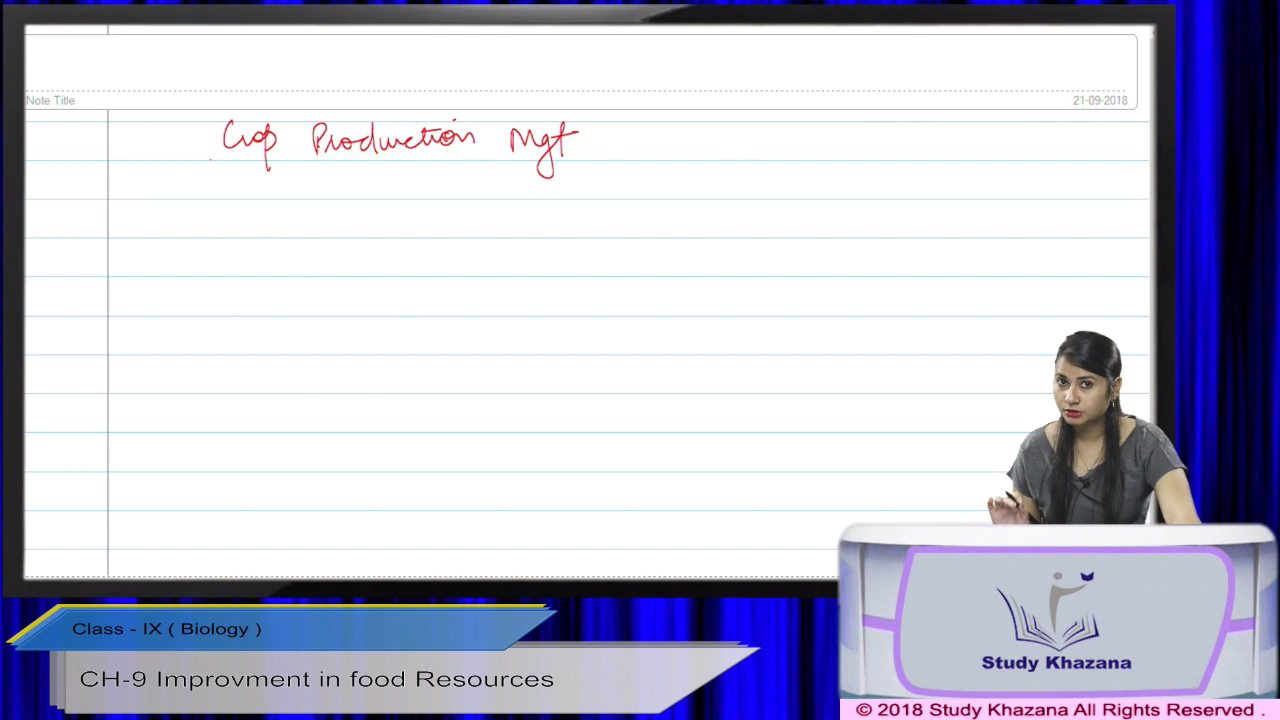 Note Title
21-09-2018
Crop Production Mgt
Study Khazana
Class - IX ( Biology )
CH-9 Improvment in food Resources
© 2018 Study Khazana All Rights Reserved .